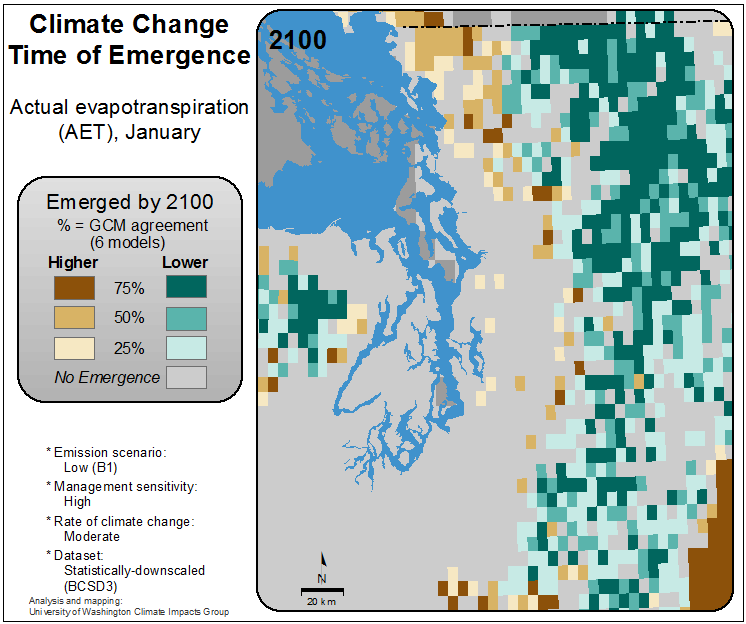 Climate Change
Time of Emergence
Actual evapotranspiration
(AET), January
Emerged by 2100
% = GCM agreement
(6 models)
Higher Lower
75%
50%
25%
No Emergence
* Emission scenario:
Low (B1)
* Management sensitivity:
High
* Rate of climate change:
Moderate
* Dataset:
Statistically-downscaled
(BCSD3)
Analysis and mapping:
University of Washington Climate Impacts Group
2100
N
20 km